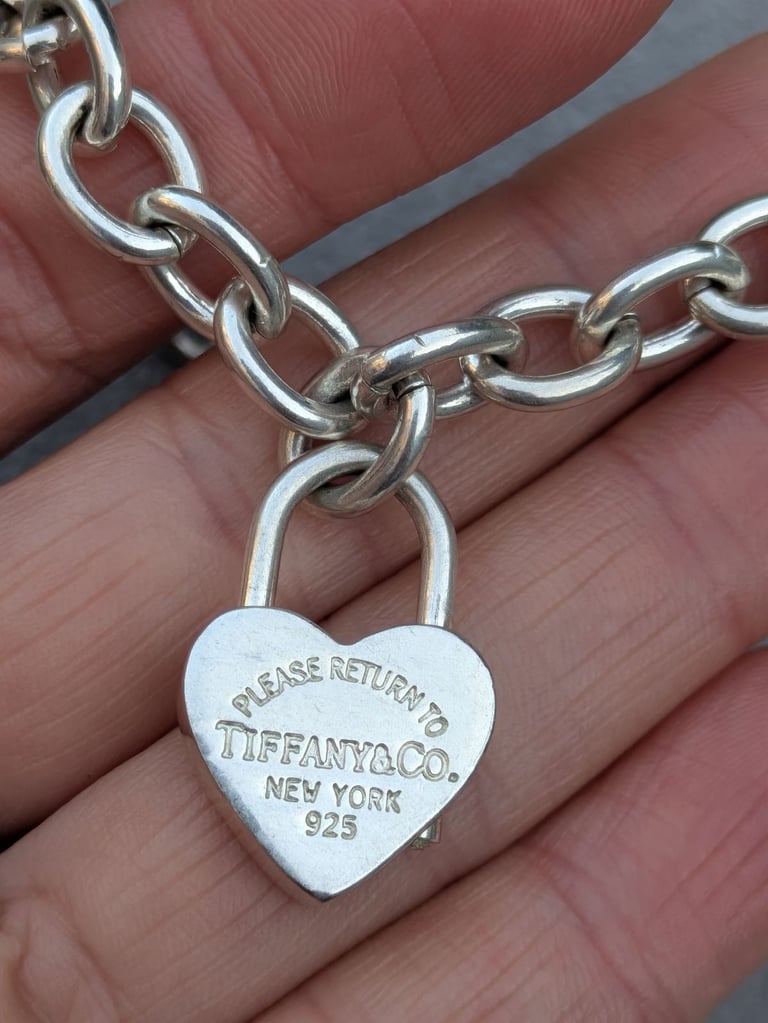 PLEASE RETURN TO
TIFFANY & CO.
NEW YORK
925